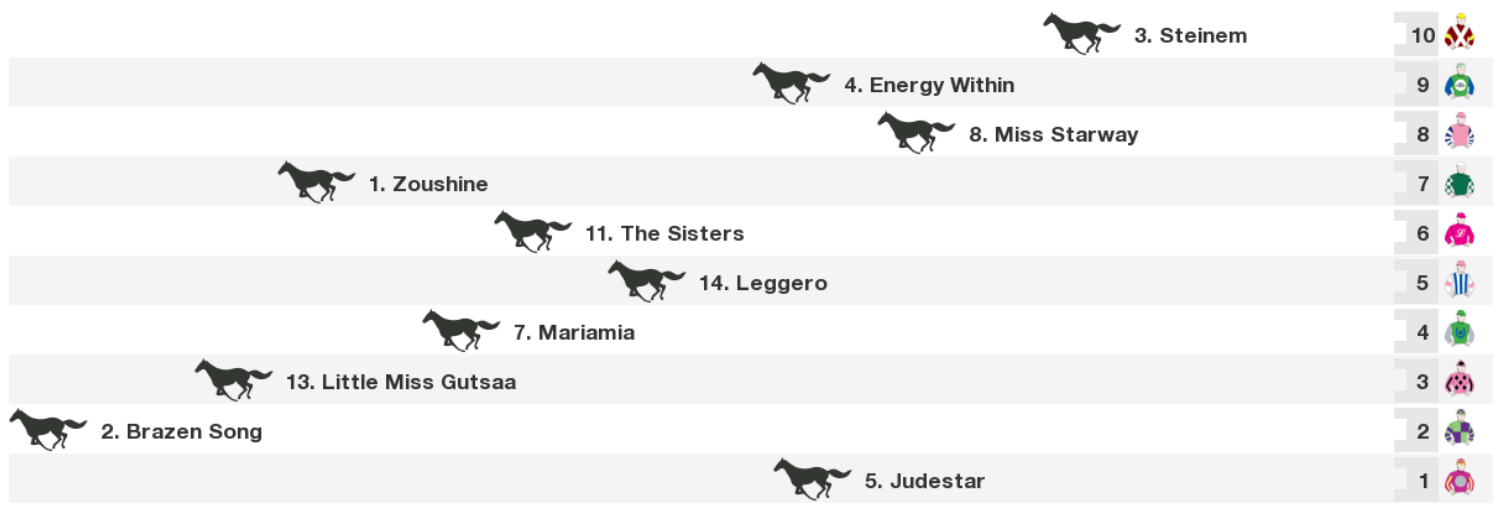 3. Steinem 10
4. Energy Within 9
8. Miss Starway 8
1. Zoushine 7
11. The Sisters 6
14. Leggero 5
7. Mariamia 4
13. Little Miss Gutsaa 3
2. Brazen Song 2
5. Judestar 1